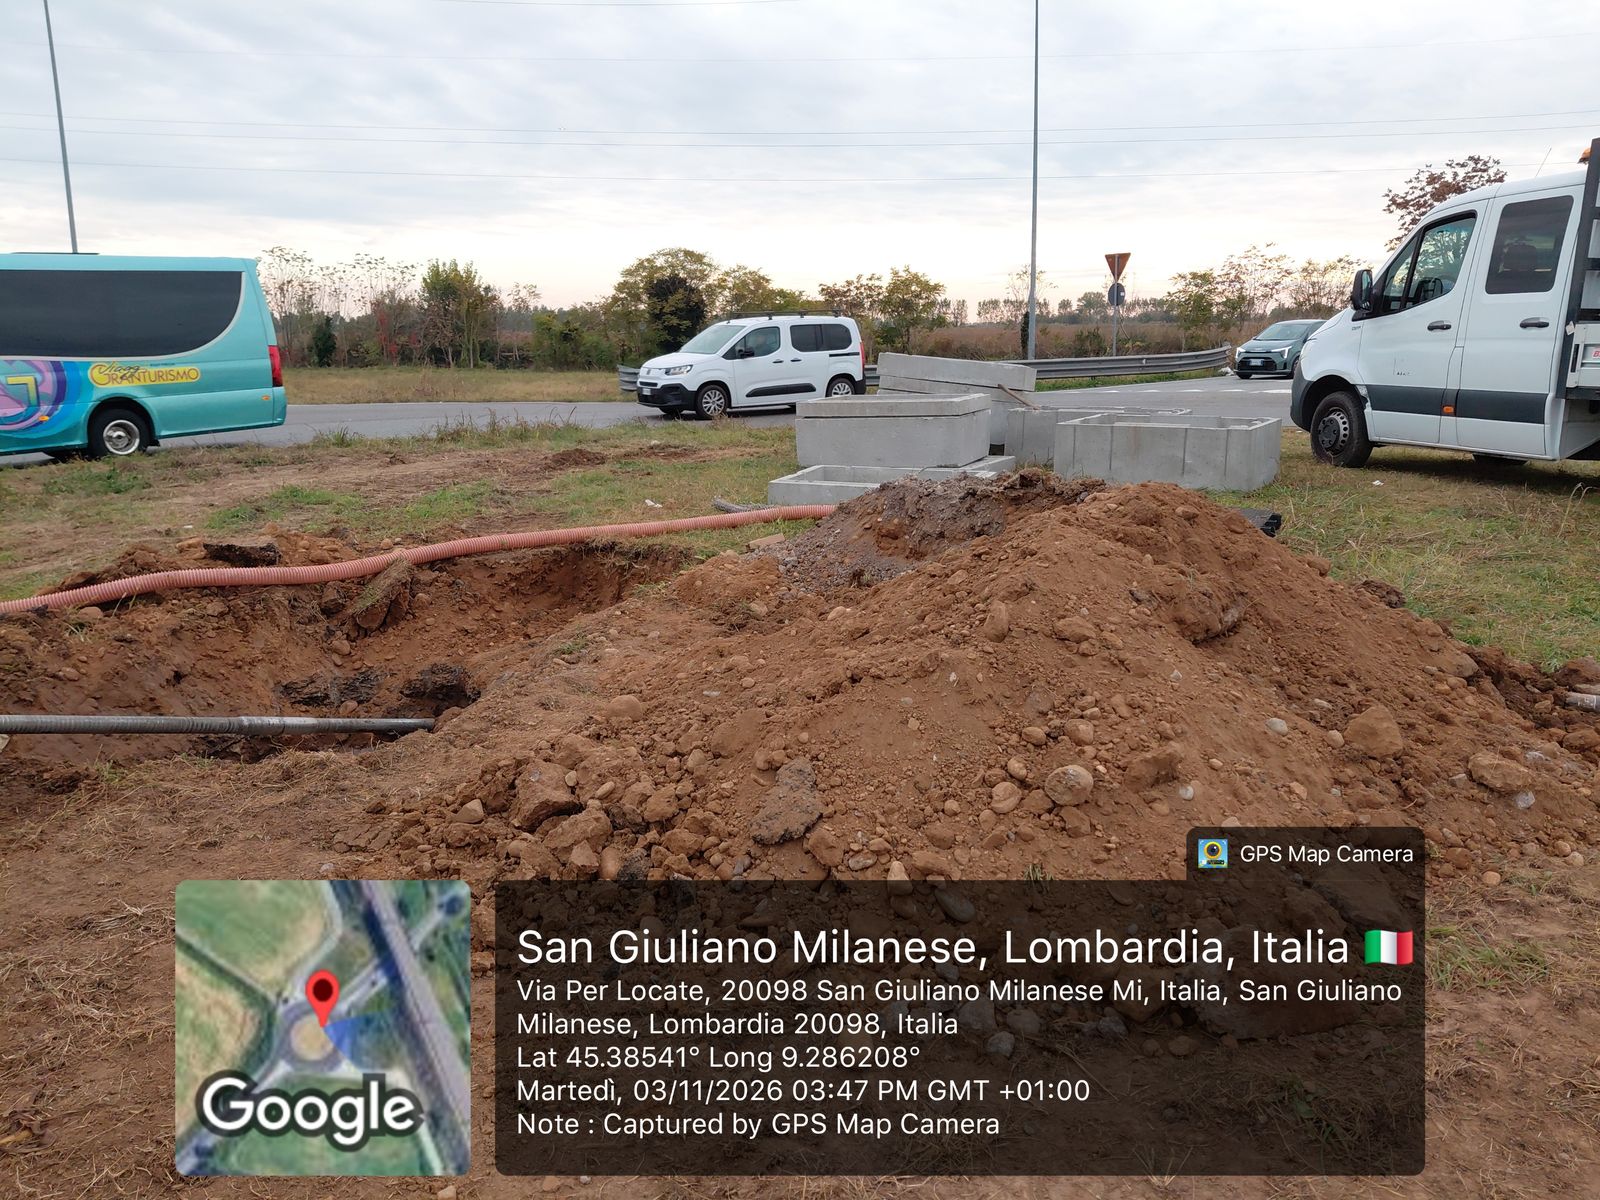 Viaggi
GRANTURISMO
GPS Map Camera
San Giuliano Milanese, Lombardia, Italia
Via Per Locate, 20098 San Giuliano Milanese Mi, Italia, San Giuliano
Milanese, Lombardia 20098, Italia
Lat 45.38541° Long 9.286208°
Martedì, 03/11/2026 03:47 PM GMT +01:00
Note : Captured by GPS Map Camera
Google